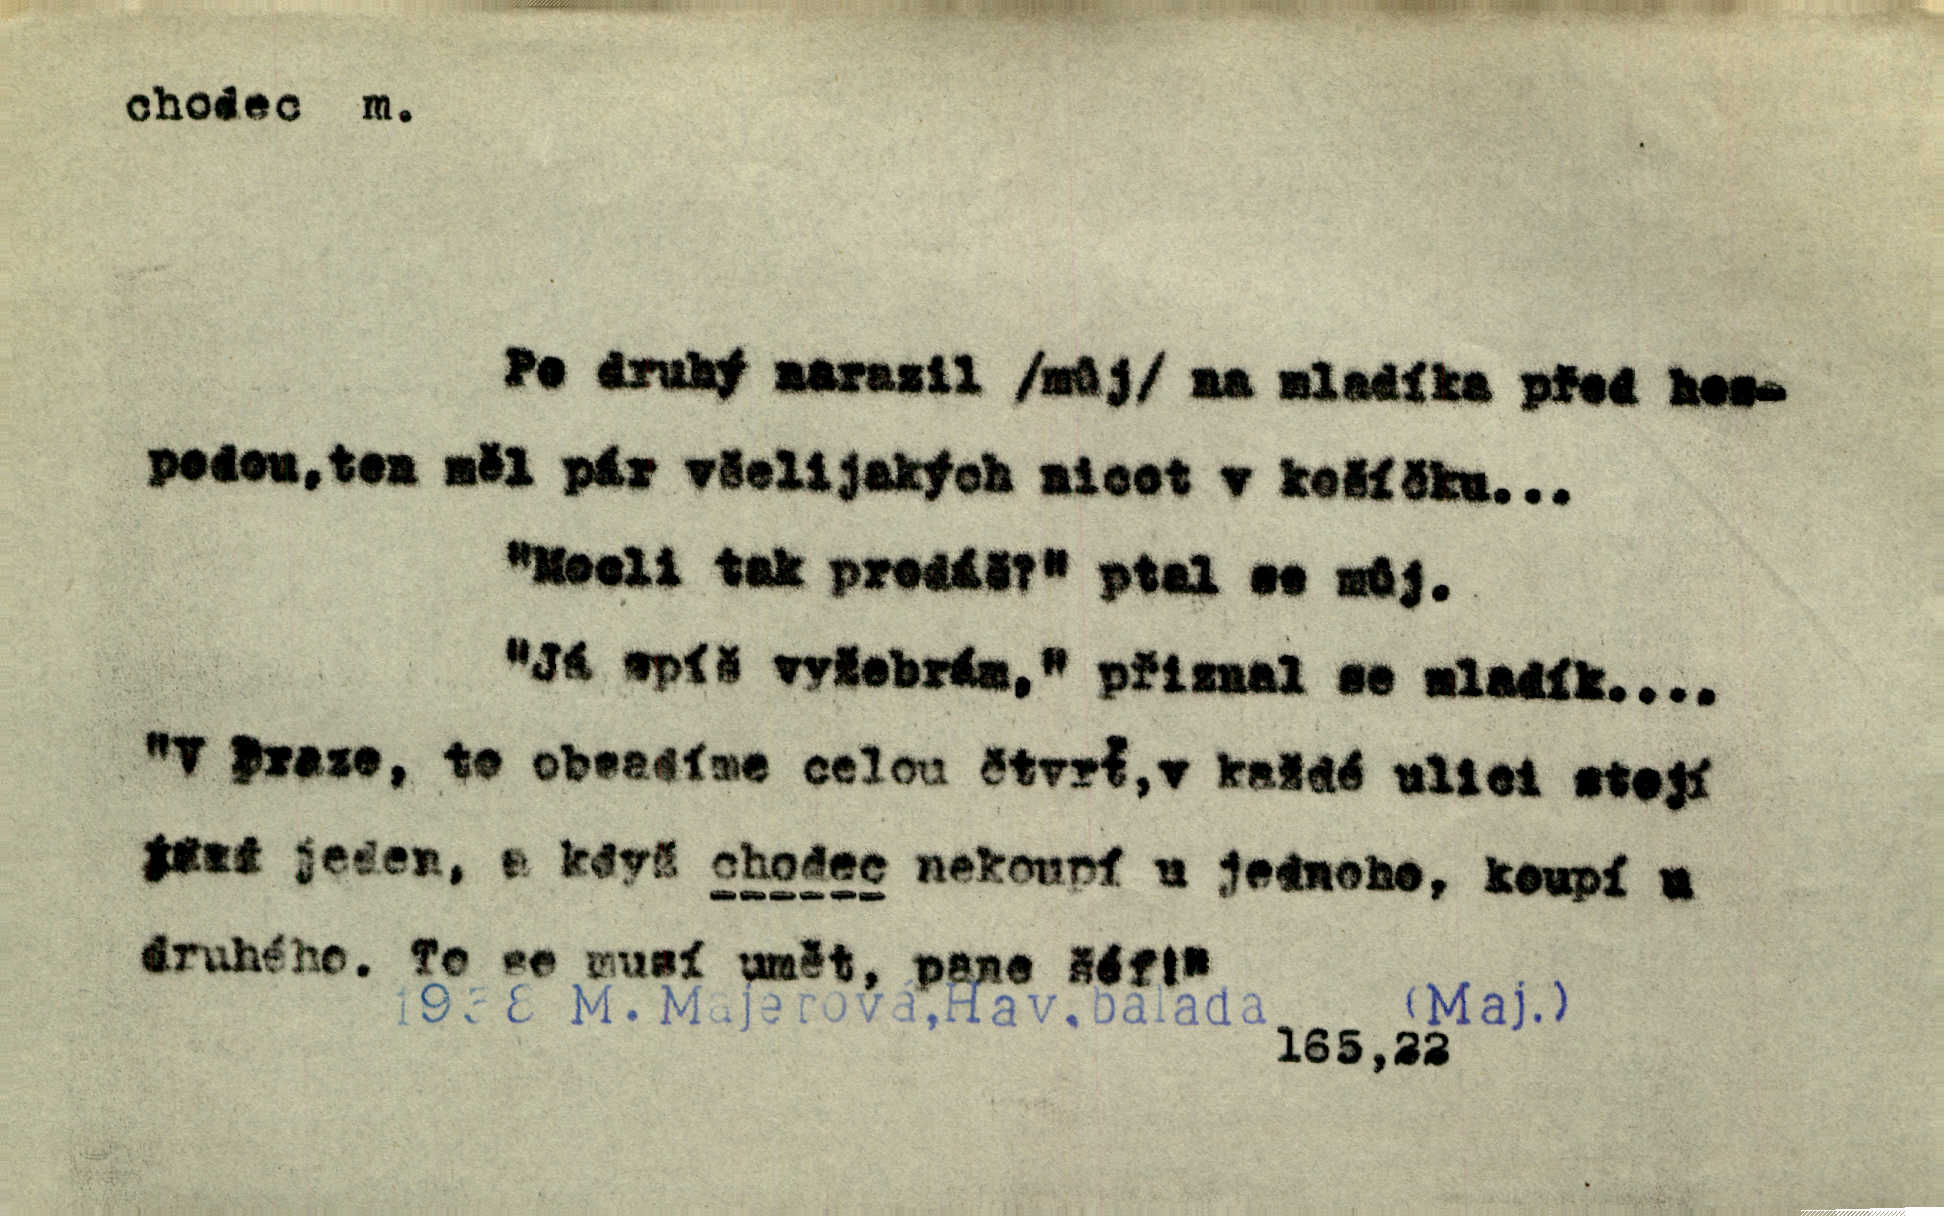 chodec m.
Po druhý narazil /můj/ na mladíka před hos-
podou,ten měl pár všelijakých nicot v košíčku...
"Mocli tak prodáš?" ptal se můj.
"Já spíš vyžebrám," přiznal se mladík....
"V Praze, to obsadíme celou čtvrť,v každé ulici stojí
jeden, a když chodec nekoupí u jednoho, koupí u
druhého. To se musí umět, pane šéf!"
1938 M. Majerová,Hav.balada (Maj.)
165,22